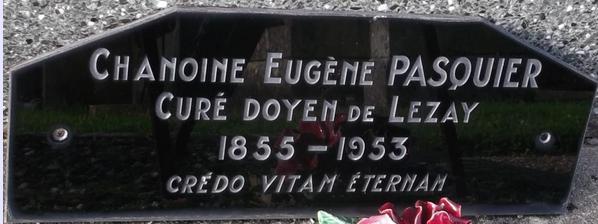 CHANOINE EUGÈNE PASQUIER
CURÉ DOYEN DE LEZAY
1855-1953
CRÉDO VITAM ÉTERNAM